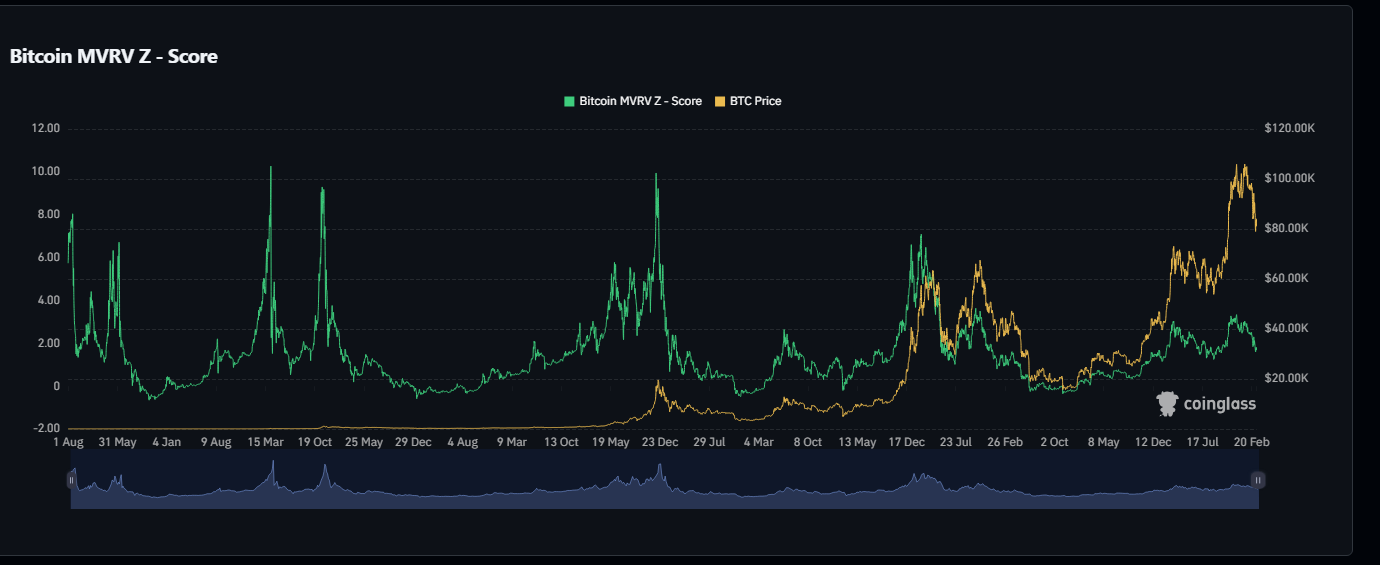 Bitcoin MVRV Z - Score
Bitcoin MVRV Z - Score BTC Price
12.00 $120.00K
10.00 $100.00K
8.00 $80.00K
6.00 $60.00K
4.00 $40.00K
2.00 $20.00K
0
-2.00
coinglass
1 Aug 31 May 4 Jan 9 Aug 15 Mar 19 Oct 25 May 29 Dec 4 Aug 9 Mar 13 Oct 19 May 23 Dec 29 Jul 4 Mar 8 Oct 13 May 17 Dec 23 Jul 26 Feb 2 Oct 8 May 12 Dec 17 Jul 20 Feb